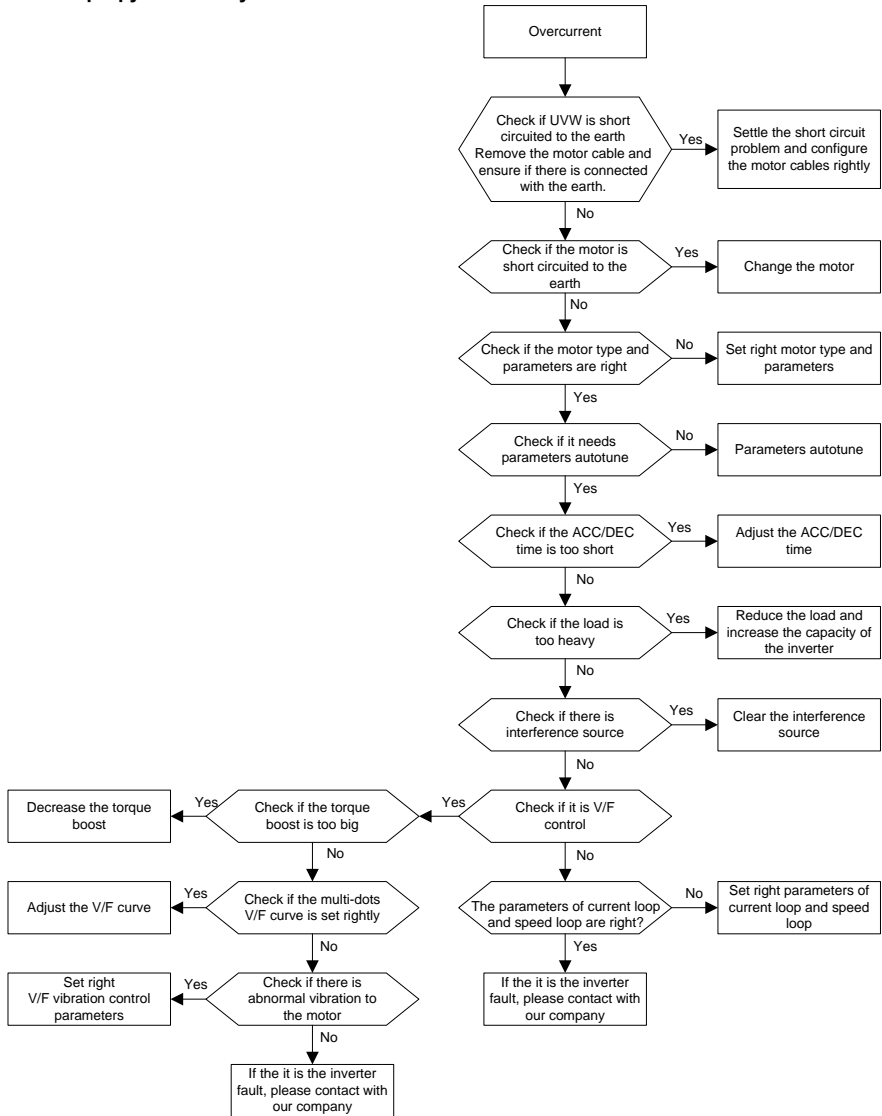 Overcurrent
Check if UVW is short
circuited to the earth
Remove the motor cable and
ensure if there is connected
with the earth.
Yes
Settle the short circuit
problem and configure
the motor cables rightly
No
Check if the motor is
short circuited to the
earth
Yes
Change the motor
No
Check if the motor type and
parameters are right
No
Set right motor type and
parameters
Yes
Check if it needs
parameters autotune
No
Parameters autotune
Yes
Check if the ACC/DEC
time is too short
Yes
Adjust the ACC/DEC
time
No
Check if the load is
too heavy
Yes
Reduce the load and
increase the capacity of
the inverter
No
Check if there is
interference source
Yes
Clear the interference
source
No
Decrease the torque
boost
Yes
Check if the torque
boost is too big
Yes
Check if it is V/F
control
No
No
Adjust the V/F curve
Yes
Check if the multi-dots
V/F curve is set rightly
The parameters of current loop
and speed loop are right?
No
Set right parameters of
current loop and speed
loop
No
Yes
Set right
V/F vibration control
parameters
Yes
Check if there is
abnormal vibration to
the motor
If the it is the inverter
fault, please contact with
our company
No
If the it is the inverter
fault, please contact with
our company